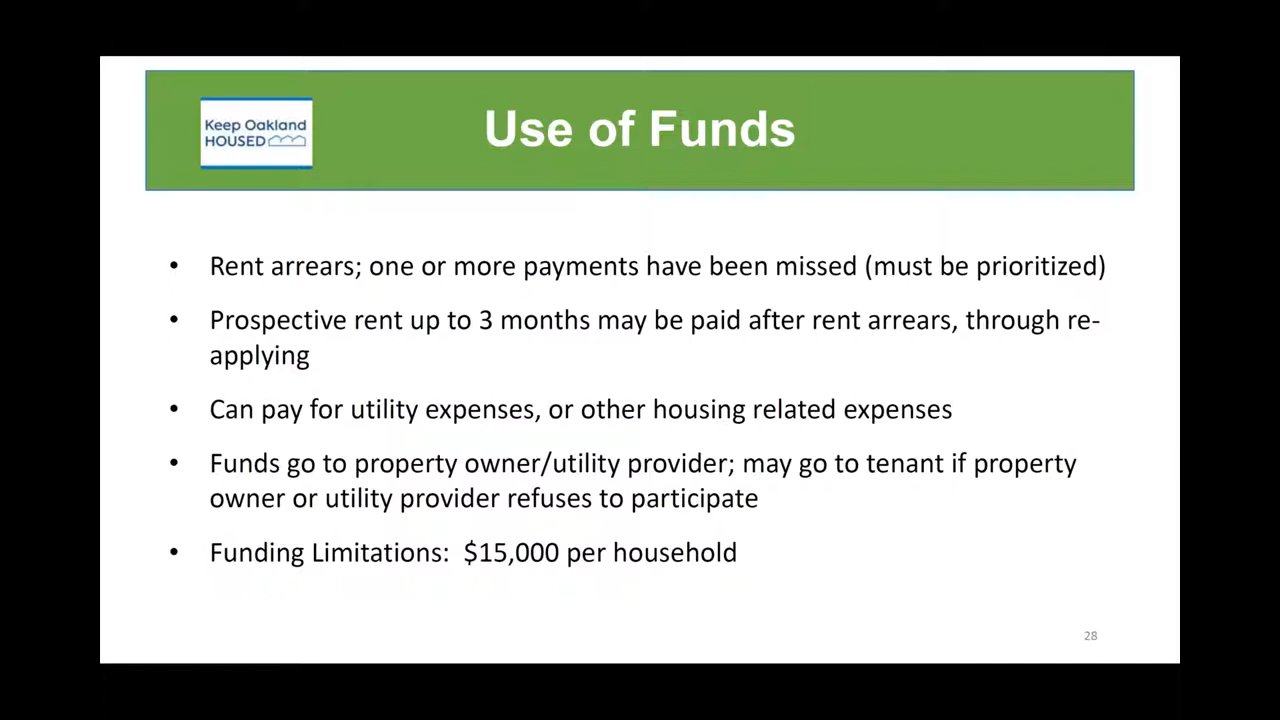 Keep Oakland
HOUSED
Use of Funds
• Rent arrears; one or more payments have been missed (must be prioritized)
• Prospective rent up to 3 months may be paid after rent arrears, through re-
applying
• Can pay for utility expenses, or other housing related expenses
• Funds go to property owner/utility provider; may go to tenant if property
owner or utility provider refuses to participate
• Funding Limitations:  $15,000 per household
28